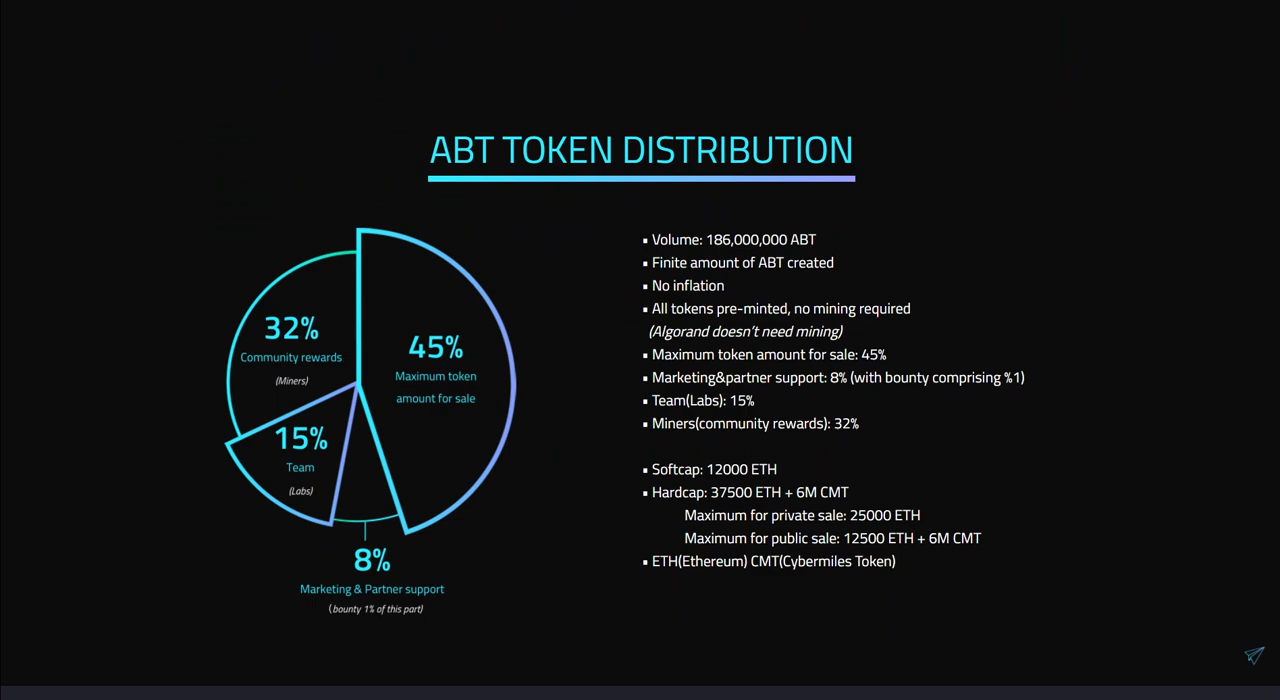 ABT TOKEN DISTRIBUTION
32%
Community rewards
(Miners)
45%
Maximum token
amount for sale
15%
Team
(Labs)
8%
Marketing & Partner support
(bounty 1% of this part)
▪ Volume: 186,000,000 ABT
▪ Finite amount of ABT created
▪ No inflation
▪ All tokens pre-minted, no mining required
(Algorand doesn't need mining)
▪ Maximum token amount for sale: 45%
▪ Marketing&partner support: 8% (with bounty comprising %1)
▪ Team(Labs): 15%
▪ Miners(community rewards): 32%
▪ Softcap: 12000 ETH
▪ Hardcap: 37500 ETH + 6M CMT
Maximum for private sale: 25000 ETH
Maximum for public sale: 12500 ETH + 6M CMT
▪ ETH(Ethereum) CMT(Cybermiles Token)